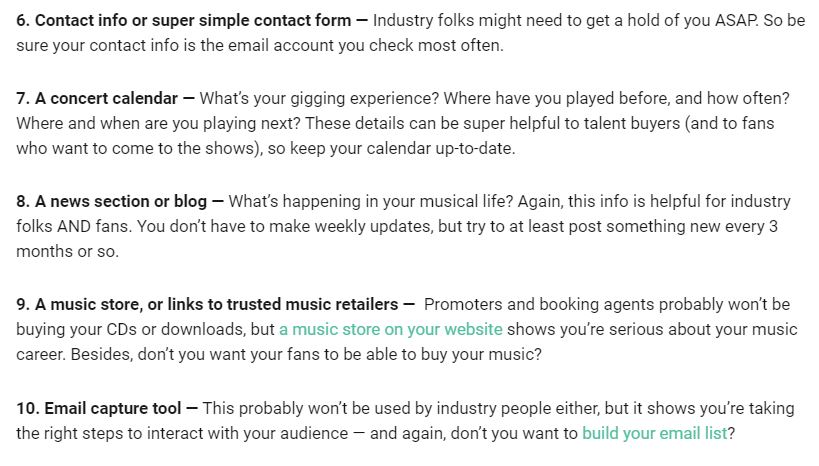 6. Contact info or super simple contact form — Industry folks might need to get a hold of you ASAP. So be
sure your contact info is the email account you check most often.
7. A concert calendar — What's your gigging experience? Where have you played before, and how often?
Where and when are you playing next? These details can be super helpful to talent buyers (and to fans
who want to come to the shows), so keep your calendar up-to-date.
8. A news section or blog — What's happening in your musical life? Again, this info is helpful for industry
folks AND fans. You don't have to make weekly updates, but try to at least post something new every 3
months or so.
9. A music store, or links to trusted music retailers — Promoters and booking agents probably won't be
buying your CDs or downloads, but a music store on your website shows you're serious about your music
career. Besides, don't you want your fans to be able to buy your music?
10. Email capture tool — This probably won't be used by industry people either, but it shows you're taking
the right steps to interact with your audience — and again, don't you want to build your email list?